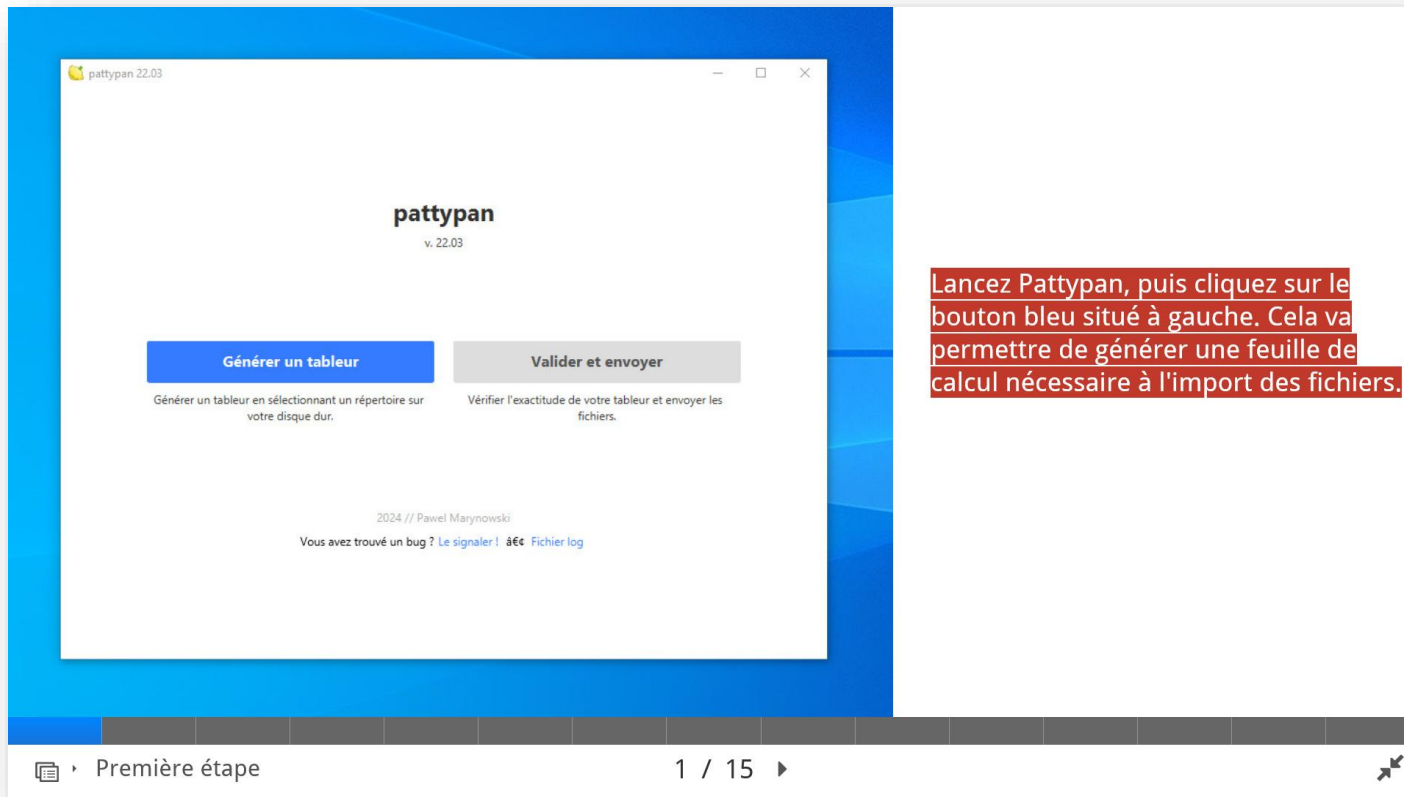 pattypan 22.03
pattypan
v. 22.03
Générer un tableur
Valider et envoyer
Générer un tableur en sélectionnant un répertoire sur
votre disque dur.
Vérifier l'exactitude de votre tableur et envoyer les
fichiers.
2024 // Pawel Marynowski
Vous avez trouvé un bug ? Le signaler ! â€¢ Fichier log
Lancez Pattypan, puis cliquez sur le
bouton bleu situé à gauche. Cela va
permettre de générer une feuille de
calcul nécessaire à l'import des fichiers.
Première étape
1 / 15